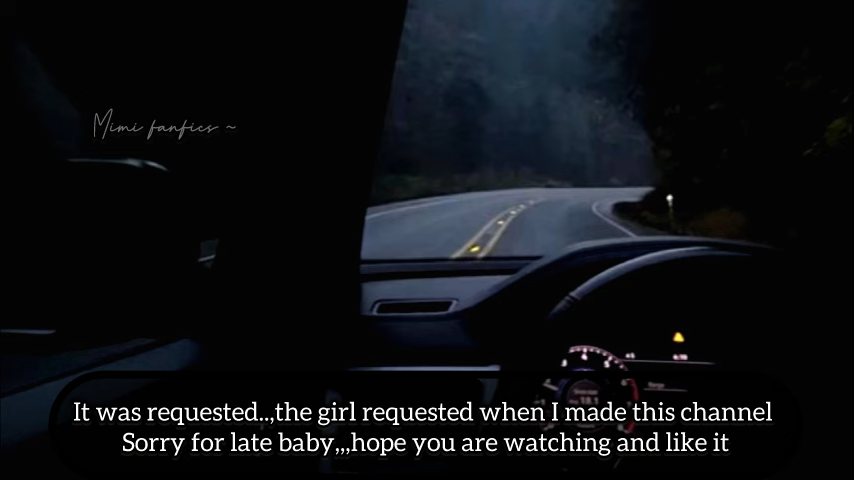 Mimi fanfics ~
It was requested..,the girl requested when I made this channel
Sorry for late baby,,,hope you are watching and like it